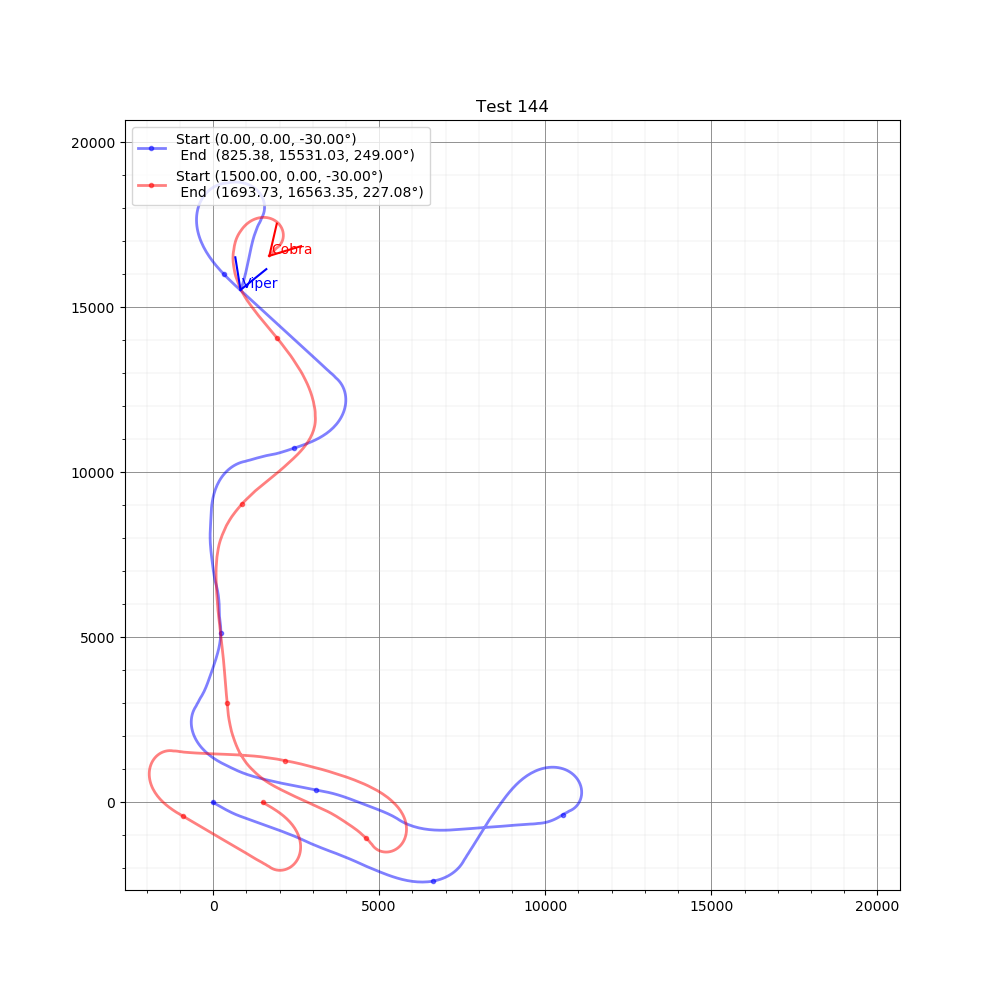 Test 144
Start (0.00, 0.00, -30.00°)
End (825.38, 15531.03, 249.00°)
Start (1500.00, 0.00, -30.00°)
End (1693.73, 16563.35, 227.08°)
Cobra
Viper
20000
15000
10000
5000
0
0 5000 10000 15000 20000